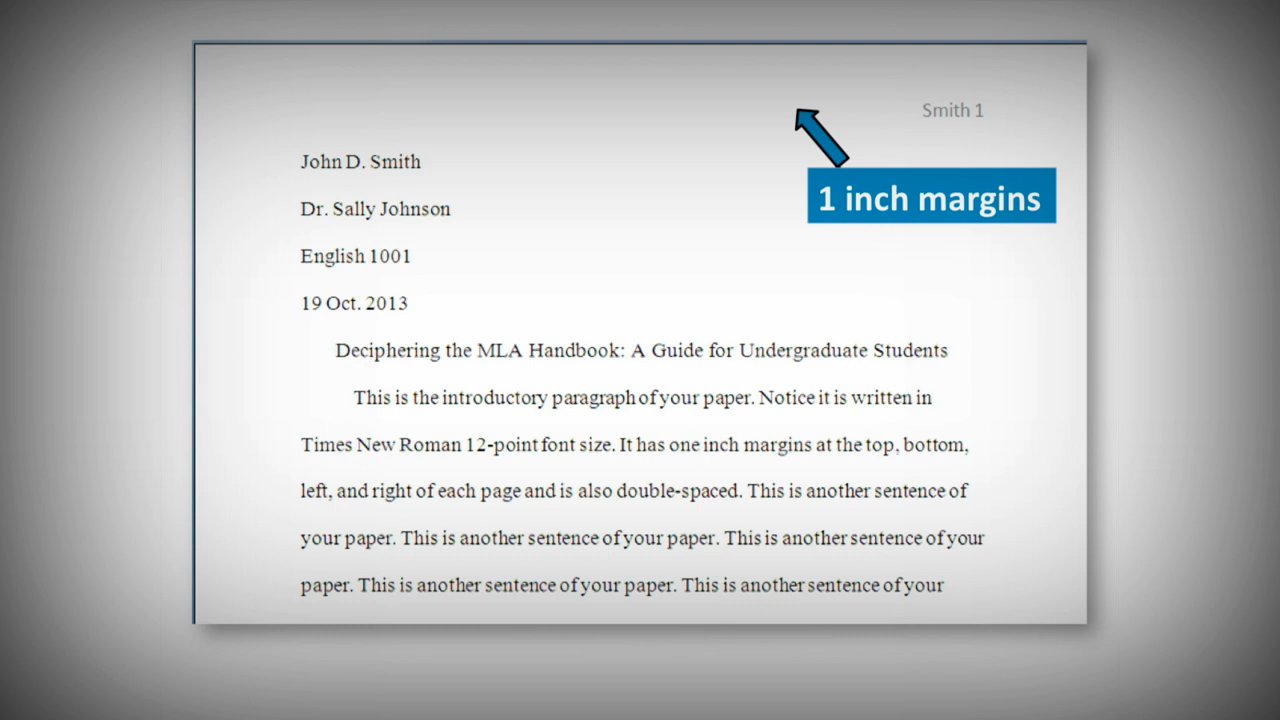 Smith 1
John D. Smith
1 inch margins
Dr. Sally Johnson
English 1001
19 Oct. 2013
Deciphering the MLA Handbook: A Guide for Undergraduate Students
This is the introductory paragraph of your paper. Notice it is written in
Times New Roman 12-point font size. It has one inch margins at the top, bottom,
left, and right of each page and is also double-spaced. This is another sentence of
your paper. This is another sentence of your paper. This is another sentence of your
paper. This is another sentence of your paper. This is another sentence of your